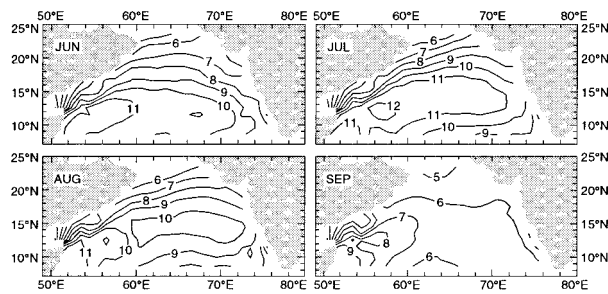 50°E 60°E 70°E 80°E 50°E 60°E 70°E 80°E
25°N 25°N
JUN 6 7 8 9 10 11 JUL 6 7 8 9 10 11 12 11 11 10 9
20°N 20°N
15°N 15°N
10°N 10°N
25°N 25°N
AUG 6 7 8 9 10 11 10 9 SEP 5 6 7 8 9 6
20°N 20°N
15°N 15°N
10°N 10°N
50°E 60°E 70°E 80°E 50°E 60°E 70°E 80°E